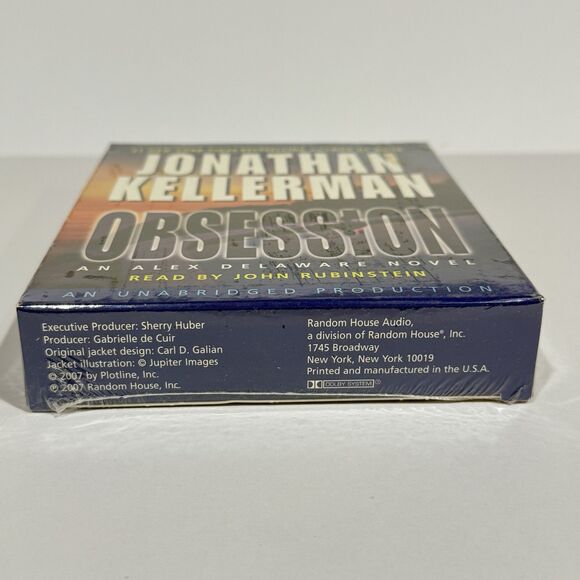 JONATHAN
KELLERMAN
OBSESSION
AN ALEX DELAWARE NOVEL
READ BY JOHN RUBINSTEIN
AN UNABRIDGED PRODUCTION
Executive Producer: Sherry Huber
Producer: Gabrielle de Cuir
Original jacket design: Carl D. Galian
Jacket illustration: © Jupiter Images
© 2007 by Plotline, Inc.
℗ 2007 Random House, Inc.
Random House Audio,
a division of Random House®, Inc.
1745 Broadway
New York, New York 10019
Printed and manufactured in the U.S.A.
DOLBY SYSTEM